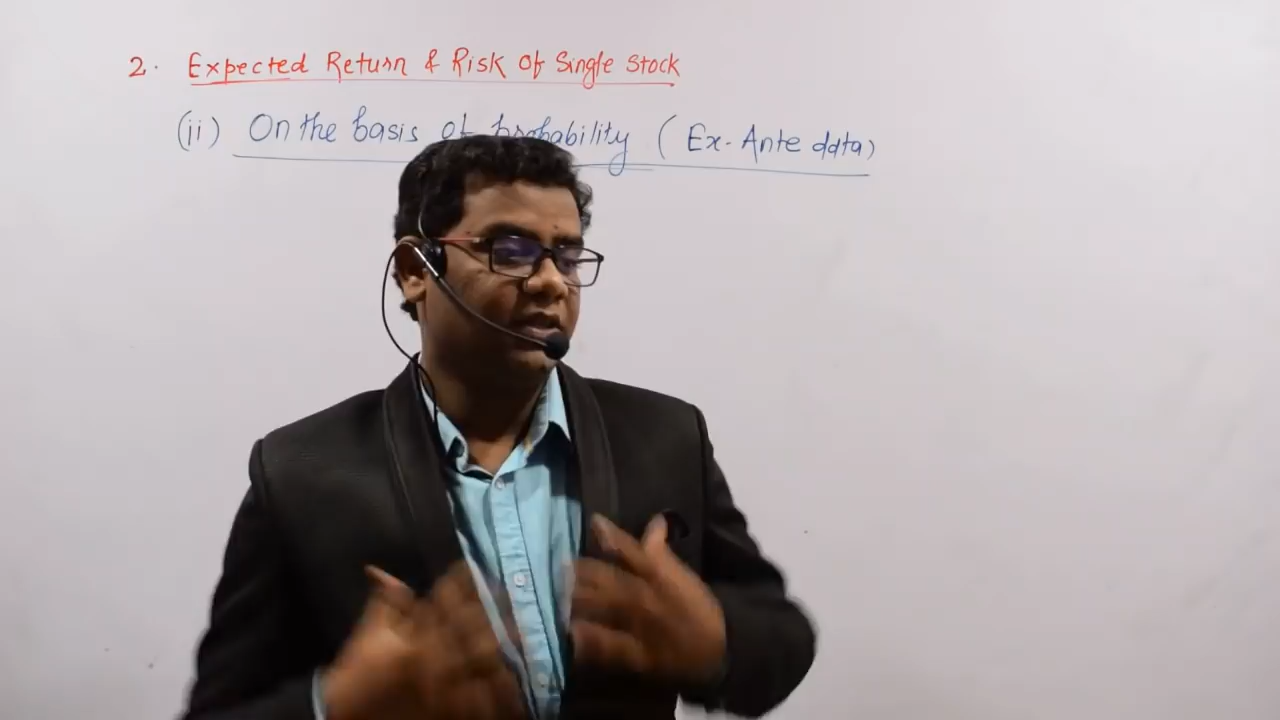 2. Expected Return & Risk Of Single Stock
(ii) On the basis of probability ( Ex-Ante data)